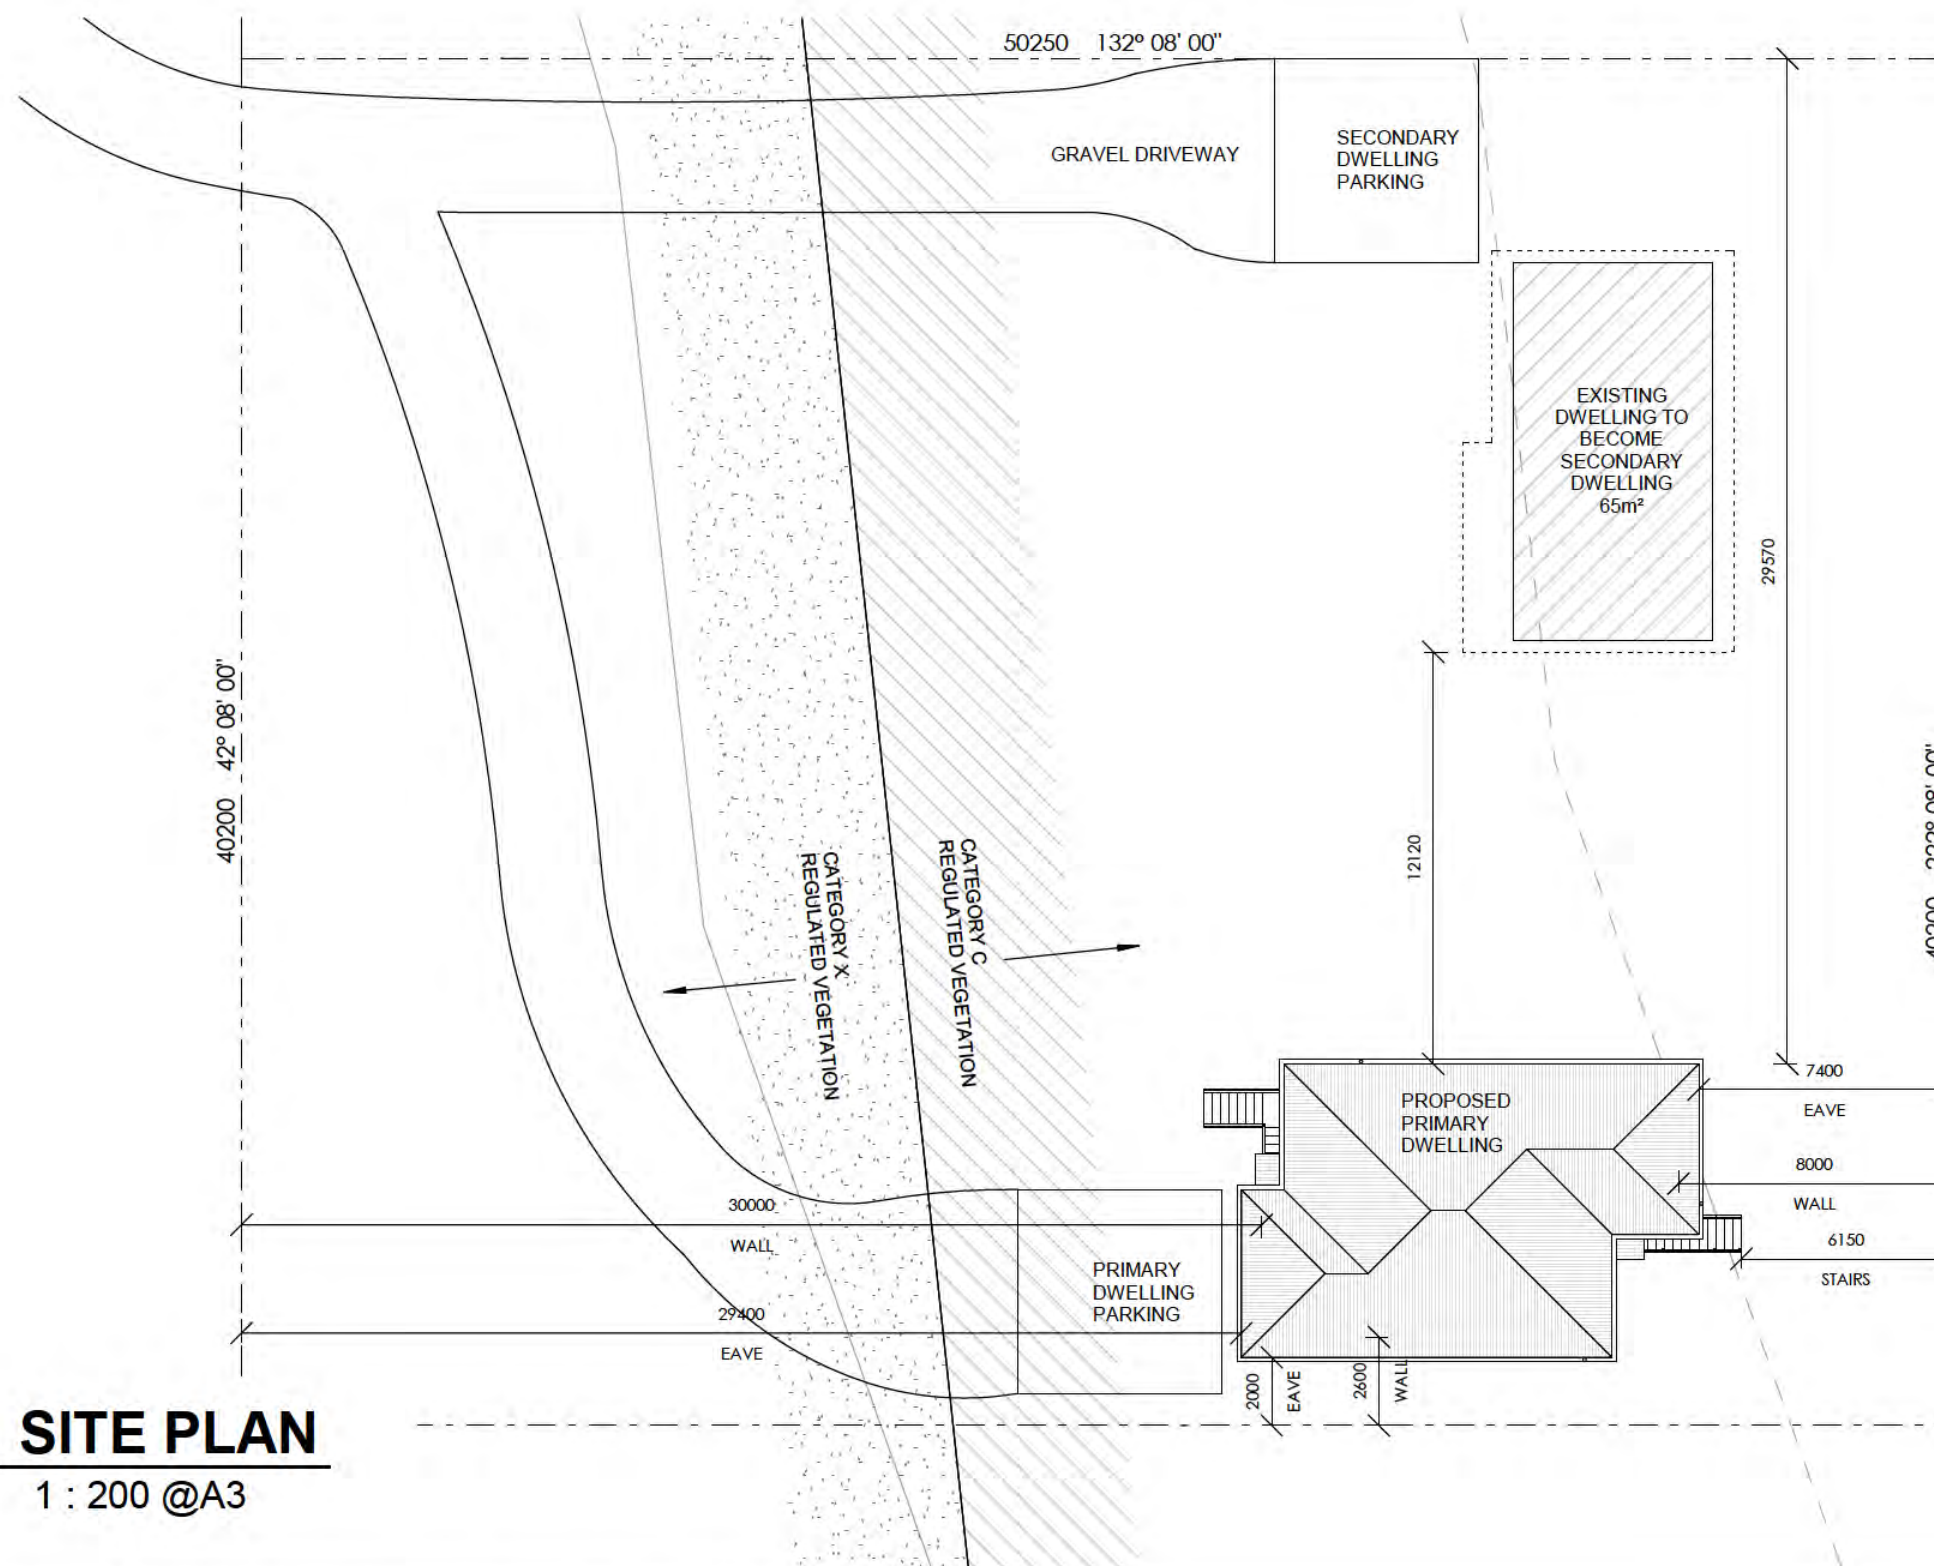 50250 132° 08' 00"
GRAVEL DRIVEWAY
SECONDARY
DWELLING
PARKING
EXISTING
DWELLING TO
BECOME
SECONDARY
DWELLING
65m²
29570
40200 42° 08' 00"
12120
CATEGORY X
REGULATED VEGETATION
CATEGORY C
REGULATED VEGETATION
PROPOSED
PRIMARY
DWELLING
7400
EAVE
8000
WALL
6150
STAIRS
30000
WALL
PRIMARY
DWELLING
PARKING
29400
EAVE
2000
EAVE
2600
WALL
SITE PLAN
1 : 200 @A3